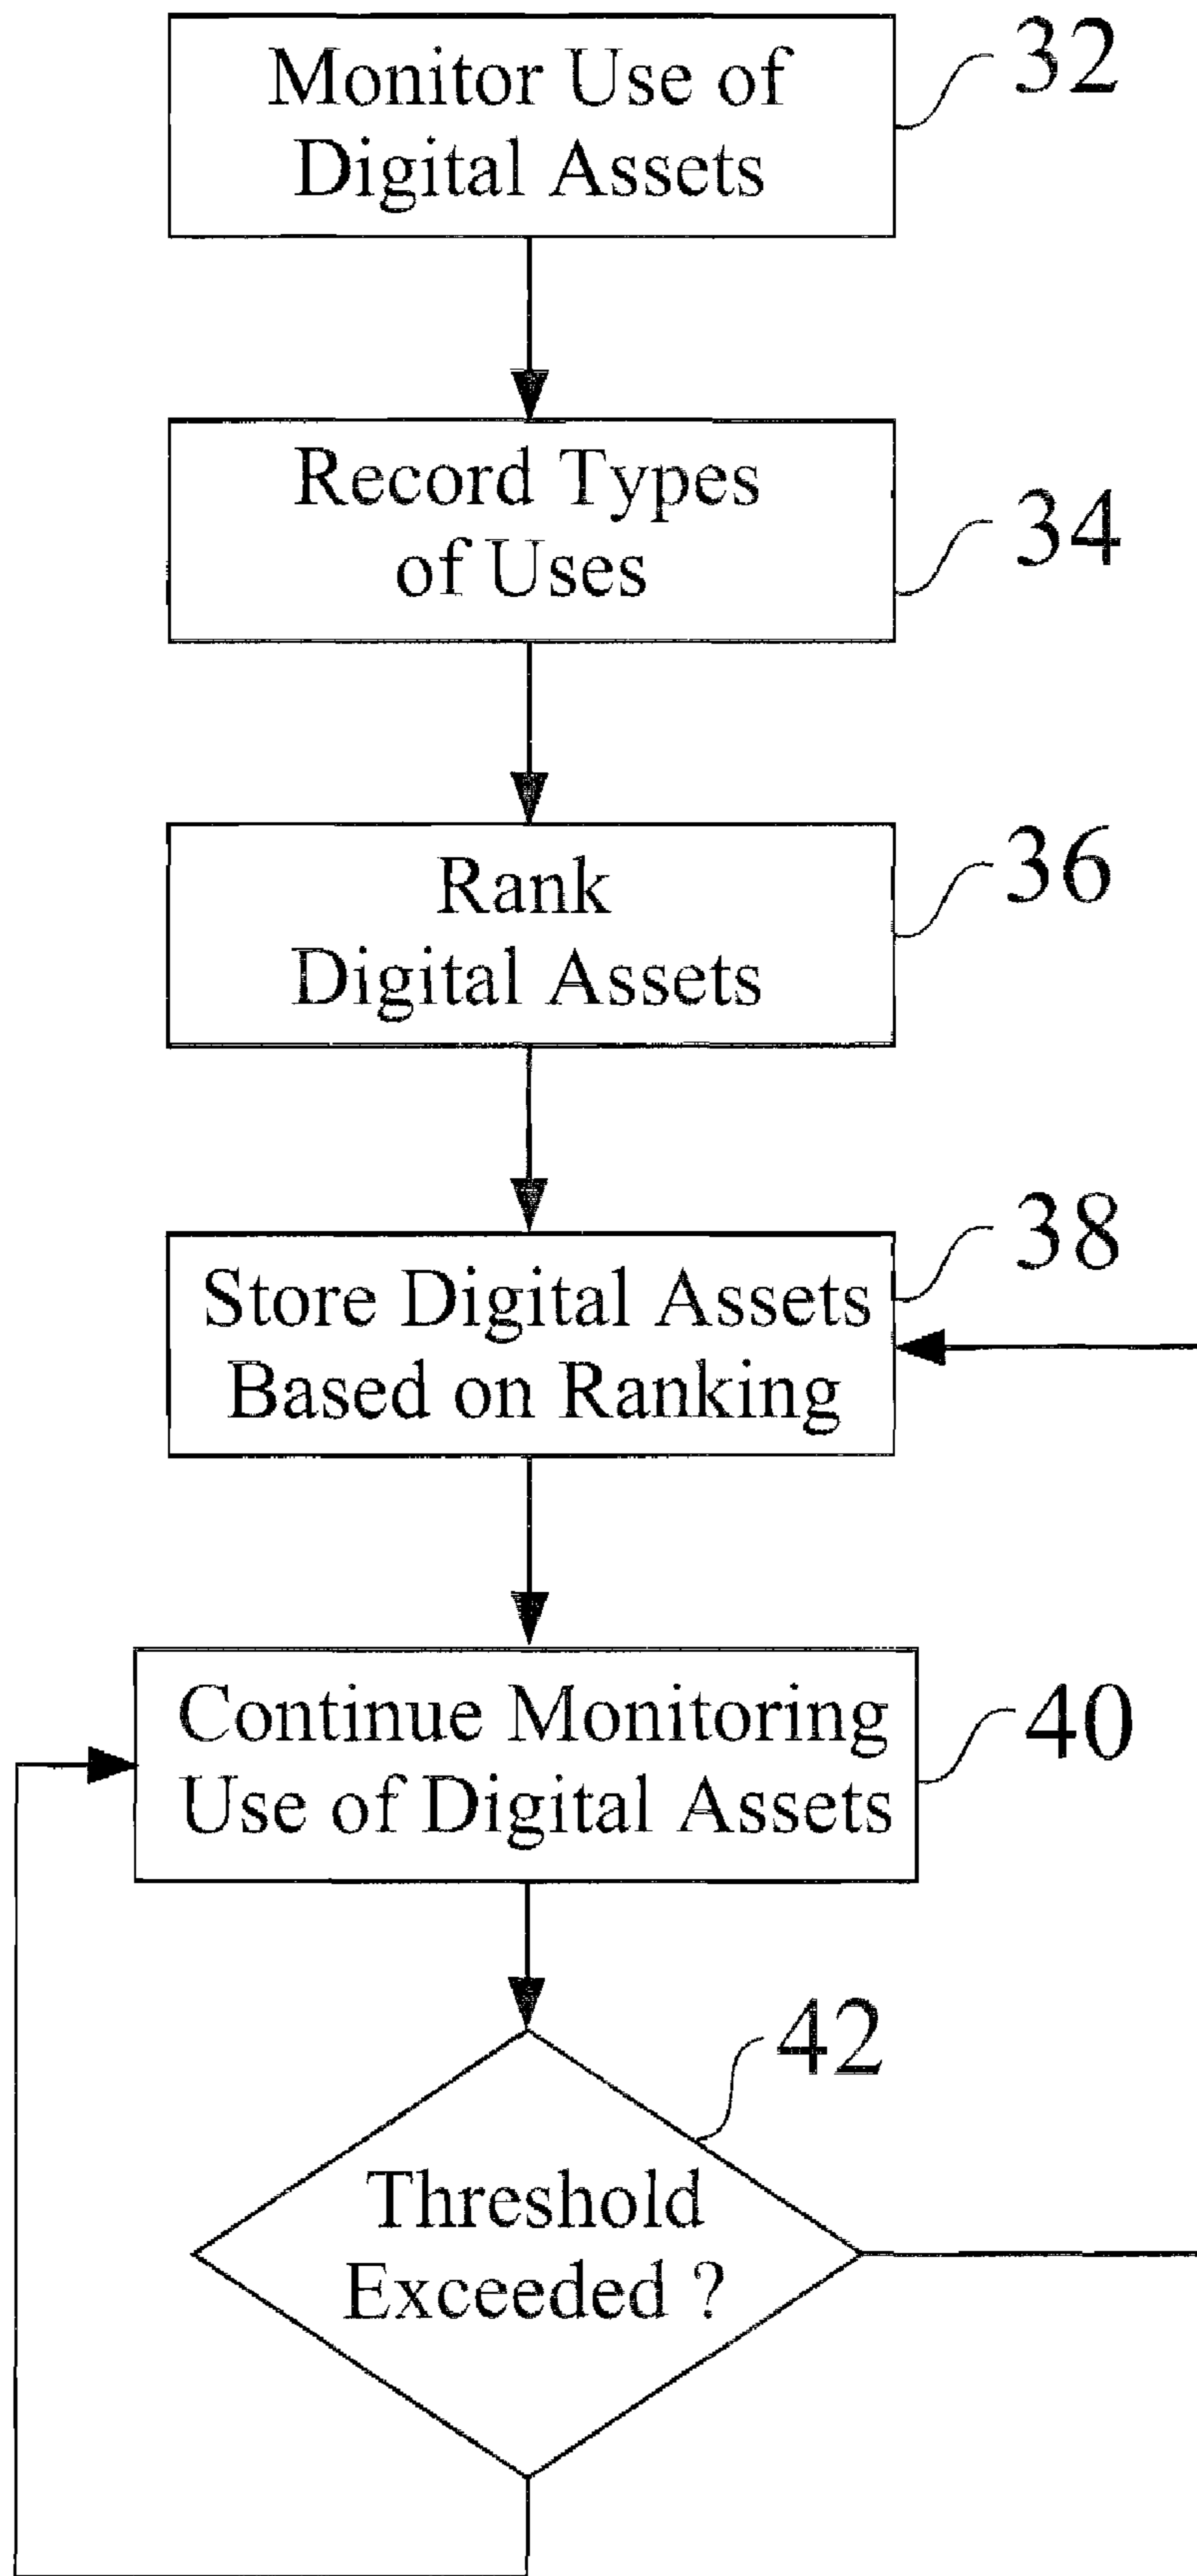 Monitor Use of
Digital Assets
32
Record Types
of Uses
34
Rank
Digital Assets
36
Store Digital Assets
Based on Ranking
38
Continue Monitoring
Use of Digital Assets
40
Threshold
Exceeded ?
42